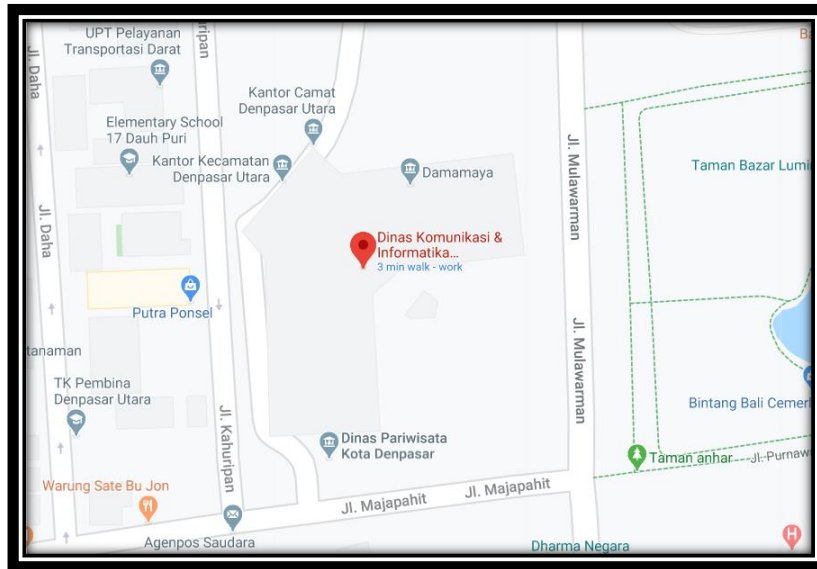 UPT Pelayanan
Transportasi Darat
Jl. Daha
Kantor Camat
Denpasar Utara
Elementary School
17 Dauh Puri
Kantor Kecamatan
Denpasar Utara
Damamaya
Jl. Mulawarman
Taman Bazar Lumi
Jl. Daha
Dinas Komunikasi &
Informatika...
3 min walk - work
Putra Ponsel
Jl. Mulawarman
tanaman
TK Pembina
Denpasar Utara
Jl. Kahuripan
Bintang Bali Cemerl
Dinas Pariwisata
Kota Denpasar
Taman anhar
Jl. Purnaw
Warung Sate Bu Jon
Jl. Majapahit
Jl. Majapahit
Agenpos Saudara
Dharma Negara
H